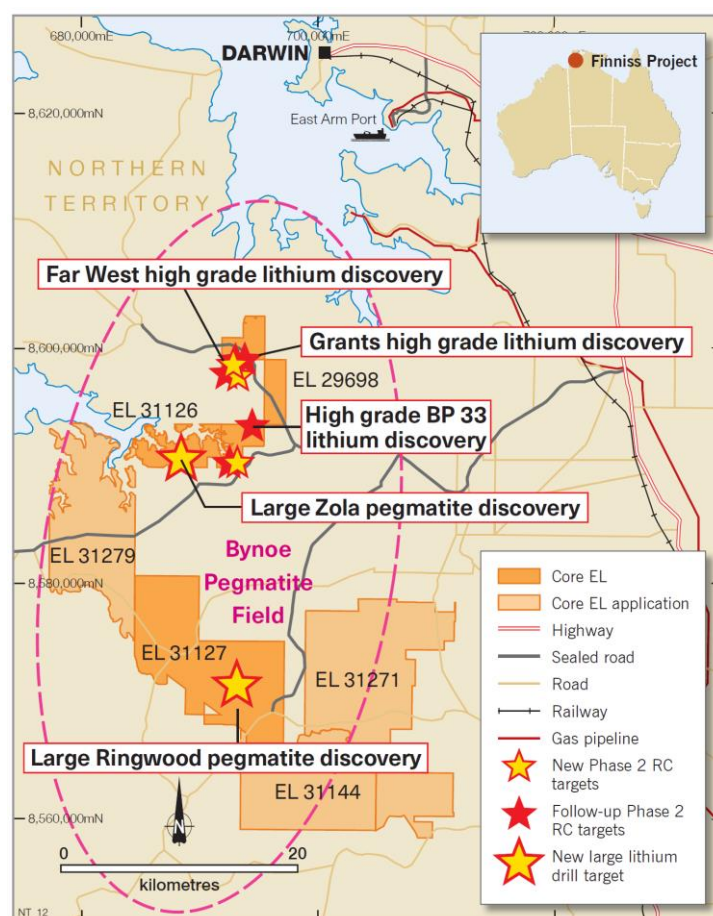 680,000mE
700,000mE
DARWIN
Finniss Project
8,620,000mN
East Arm Port
NORTHERN
TERRITORY
Far West high grade lithium discovery
Grants high grade lithium discovery
8,600,000mN
EL 29698
EL 31126
High grade BP 33
lithium discovery
Large Zola pegmatite discovery
EL 31279
Bynoe
Pegmatite
Field
8,580,000mN
EL 31127
EL 31271
Large Ringwood pegmatite discovery
EL 31144
8,560,000mN
N
0 20
kilometres
NT_12
Core EL
Core EL application
Highway
Sealed road
Road
Railway
Gas pipeline
New Phase 2 RC
targets
Follow-up Phase 2
RC targets
New large lithium
drill target